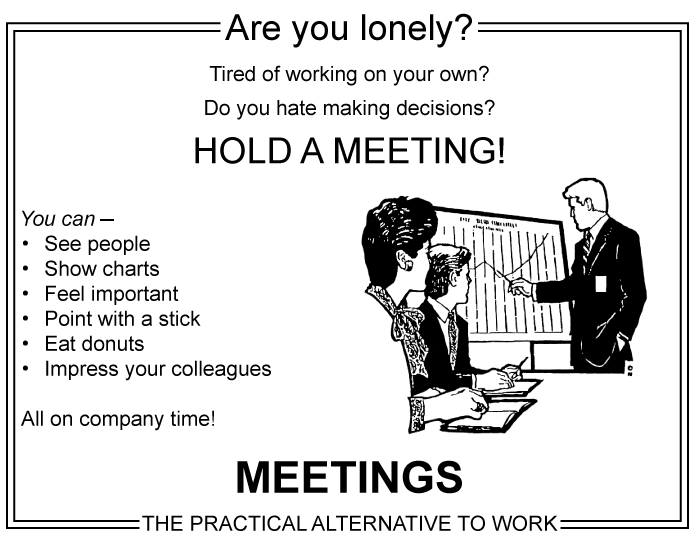 Are you lonely?
Tired of working on your own?
Do you hate making decisions?
HOLD A MEETING!
You can –
• See people
• Show charts
• Feel important
• Point with a stick
• Eat donuts
• Impress your colleagues
All on company time!
MEETINGS
THE PRACTICAL ALTERNATIVE TO WORK